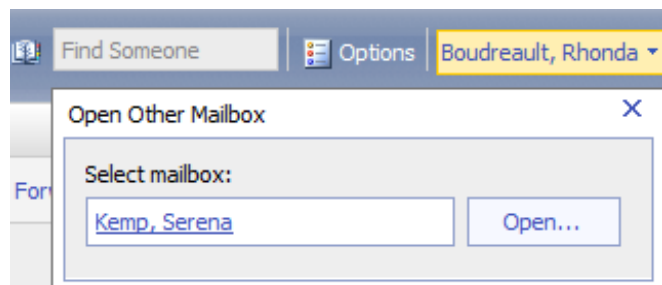 Find Someone Options Boudreault, Rhonda
Open Other Mailbox
Select mailbox:
Kemp, Serena Open...